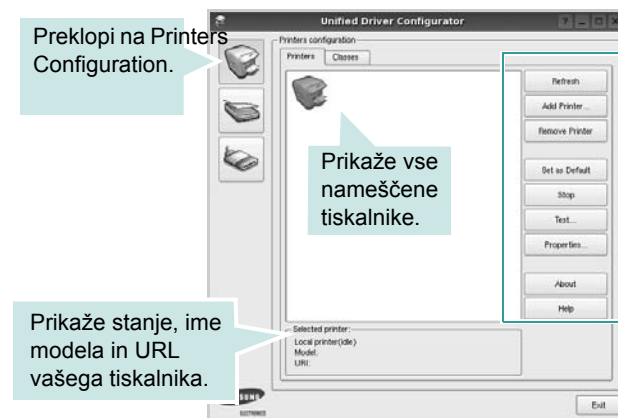 Unified Driver Configurator
Preklopi na Printers
Configuration.
Printers configuration
Printers
Classes
Refresh
Add Printer...
Remove Printer
Set as Default
Stop
Test...
Properties...
About
Help
Prikaže vse
nameščene
tiskalnike.
Prikaže stanje, ime
modela in URL
vašega tiskalnika.
Selected printer:
Local printer(idle)
Model:
URI:
ELECTRONICS
Exit